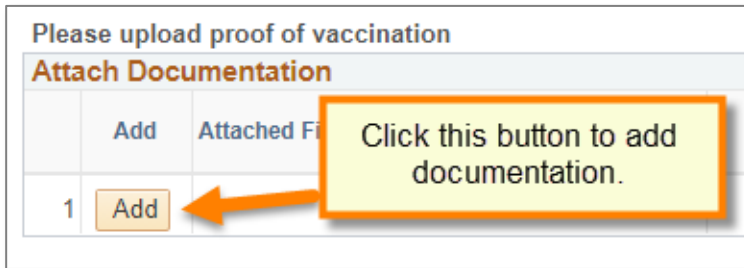 Please upload proof of vaccination
Attach Documentation
Add Attached Fi
Click this button to add
documentation.
1 Add